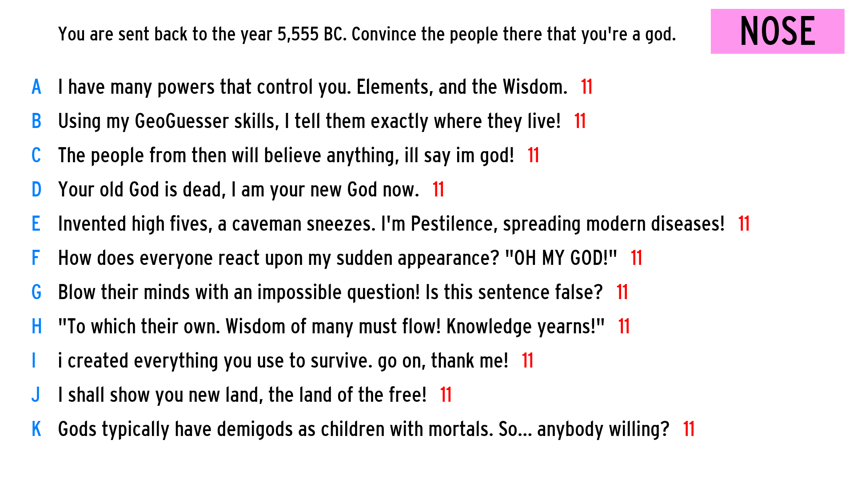 You are sent back to the year 5,555 BC. Convince the people there that you're a god.
NOSE
A I have many powers that control you. Elements, and the Wisdom. 11
B Using my GeoGuesser skills, I tell them exactly where they live! 11
C The people from then will believe anything, ill say im god! 11
D Your old God is dead, I am your new God now. 11
E Invented high fives, a caveman sneezes. I'm Pestilence, spreading modern diseases! 11
F How does everyone react upon my sudden appearance? "OH MY GOD!" 11
G Blow their minds with an impossible question! Is this sentence false? 11
H "To which their own. Wisdom of many must flow! Knowledge yearns!" 11
I i created everything you use to survive. go on, thank me! 11
J I shall show you new land, the land of the free! 11
K Gods typically have demigods as children with mortals. So... anybody willing? 11